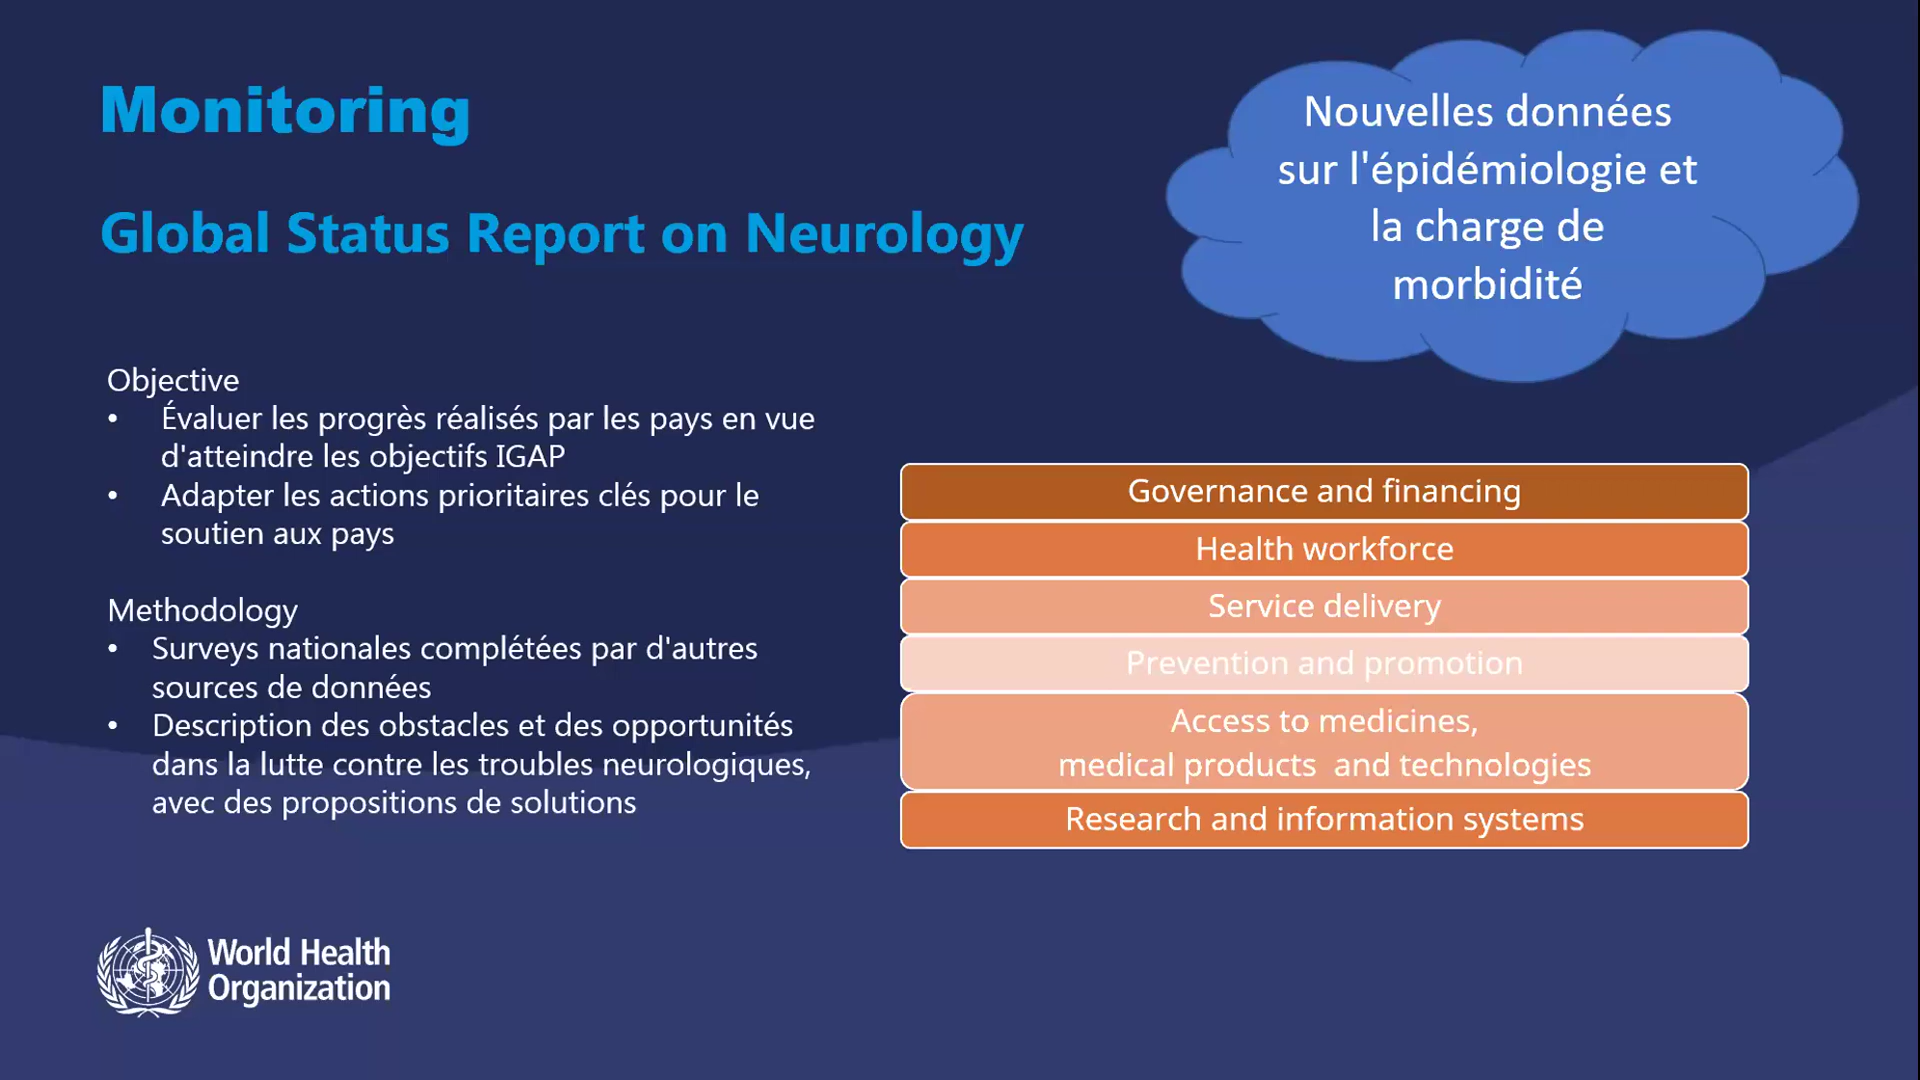 Monitoring
Global Status Report on Neurology
Nouvelles données
sur l'épidémiologie et
la charge de
morbidité
Objective
• Évaluer les progrès réalisés par les pays en vue
d'atteindre les objectifs IGAP
• Adapter les actions prioritaires clés pour le
soutien aux pays
Methodology
• Surveys nationales complétées par d'autres
sources de données
• Description des obstacles et des opportunités
dans la lutte contre les troubles neurologiques,
avec des propositions de solutions
Governance and financing
Health workforce
Service delivery
Prevention and promotion
Access to medicines,
medical products  and technologies
Research and information systems
World Health
Organization